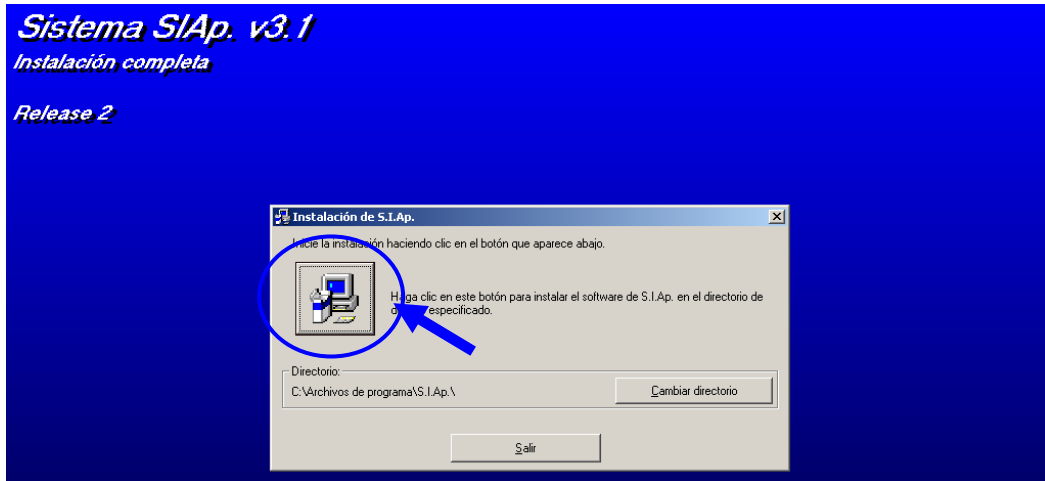 Sistema SIAp. v3.1
Instalación completa
Release 2
Instalación de S.I.Ap.
Inicie la instalación haciendo clic en el botón que aparece abajo.
Haga clic en este botón para instalar el software de S.I.Ap. en el directorio de
especificado.
Directorio:
C:\Archivos de programa\S.I.Ap.\
Cambiar directorio
Salir